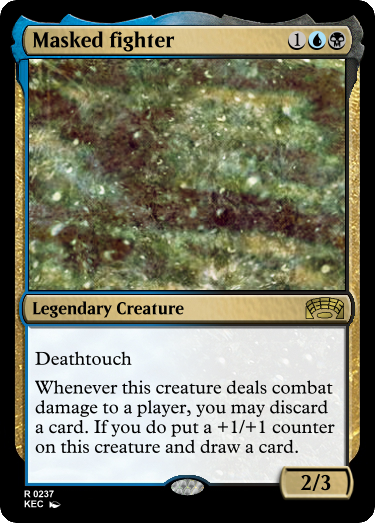 Masked fighter 1
Legendary Creature
Deathtouch
Whenever this creature deals combat
damage to a player, you may discard
a card. If you do put a +1/+1 counter
on this creature and draw a card.
2/3
R 0237
KEC